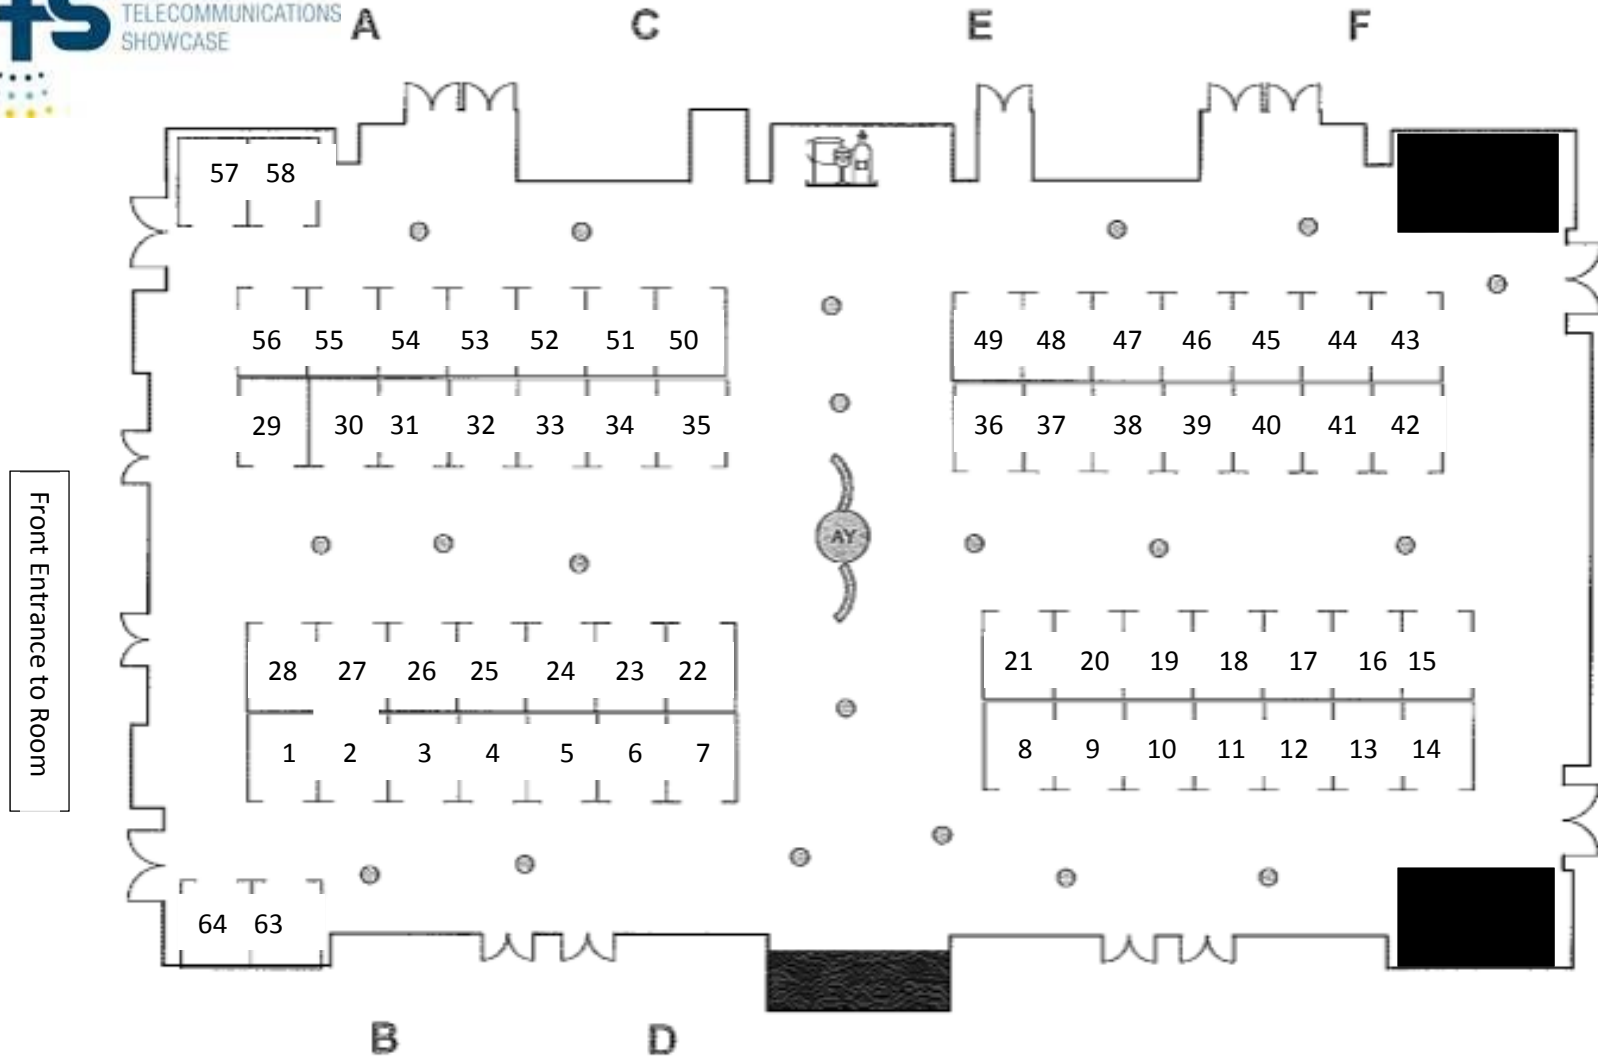 TELECOMMUNICATIONS
SHOWCASE
ts
A C E F
57 58
56 55 54 53 52 51 50 49 48 47 46 45 44 43
29 30 31 32 33 34 35 36 37 38 39 40 41 42
AY
Front Entrance to Room
28 27 26 25 24 23 22 21 20 19 18 17 16 15
1 2 3 4 5 6 7 8 9 10 11 12 13 14
64 63
B D